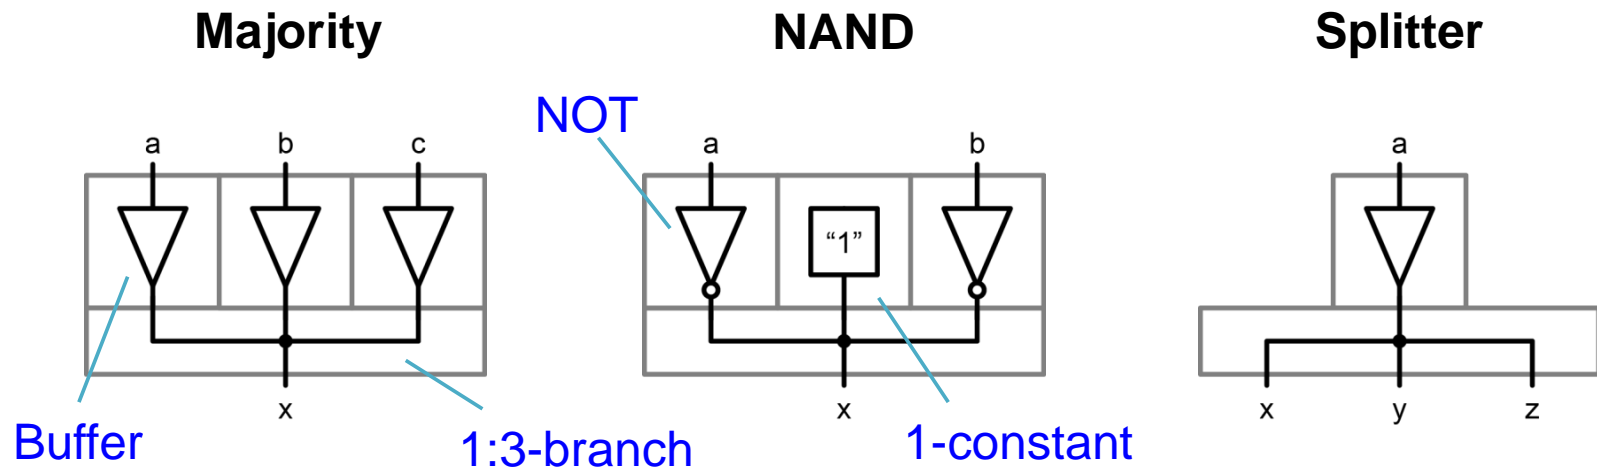 Majority
NAND
Splitter
NOT
a
b
c
a
b
a
"1"
x
x
x
y
z
Buffer
1:3-branch
1-constant